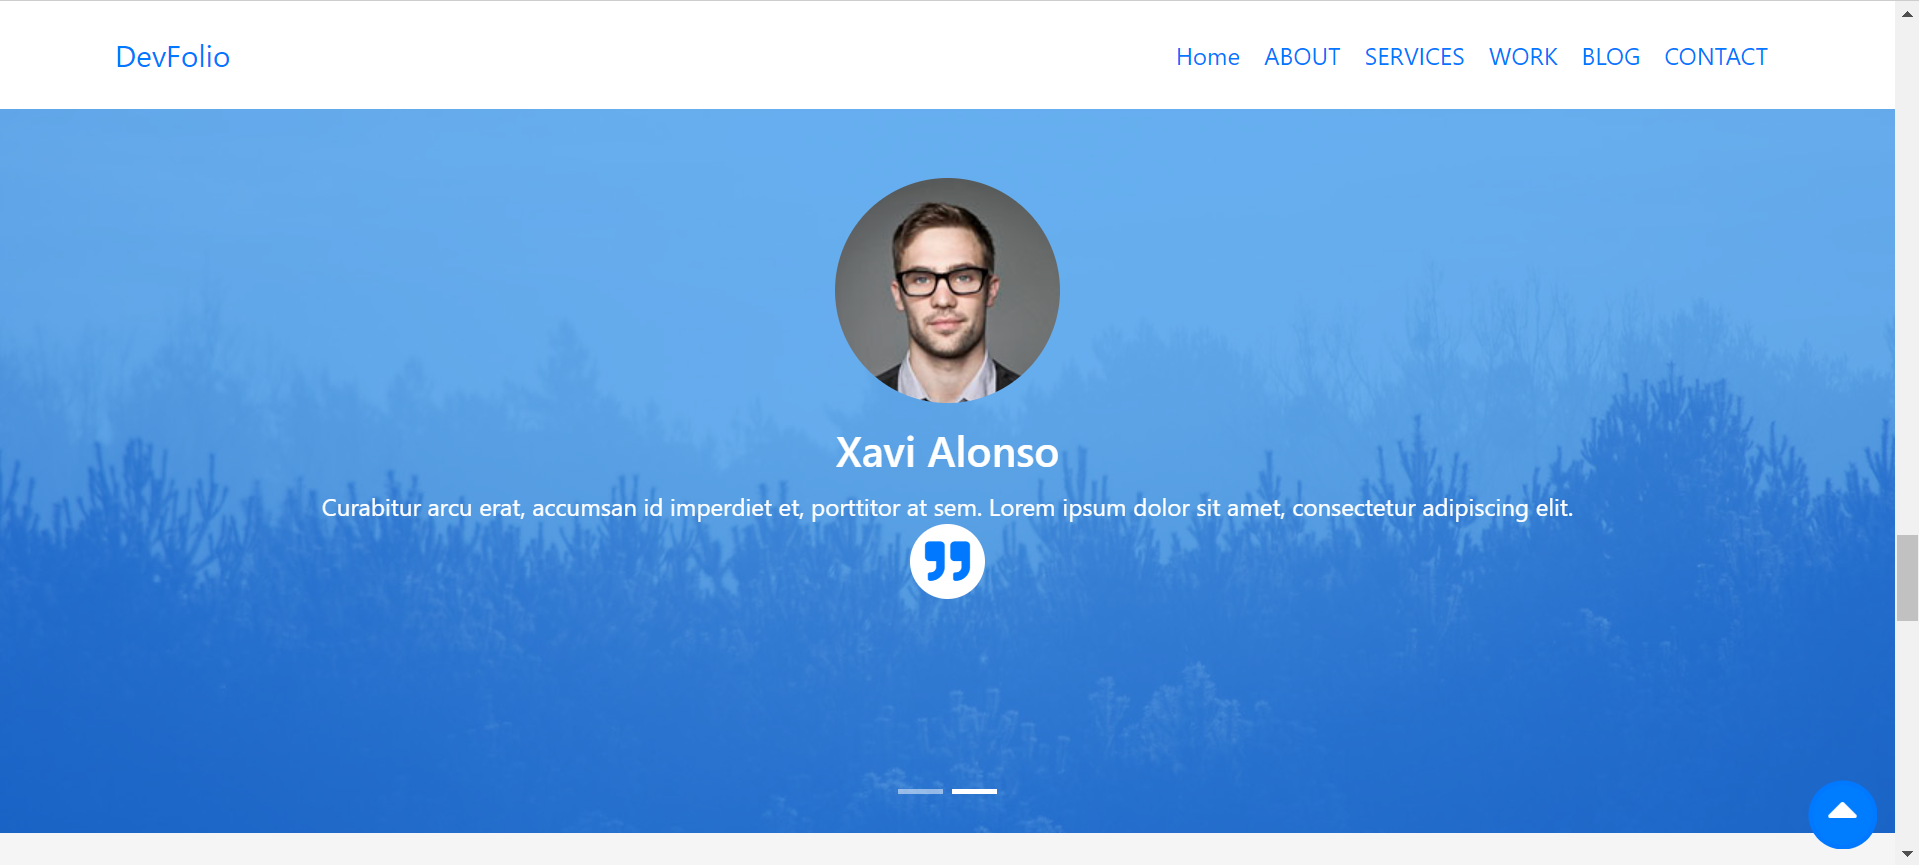 DevFolio
Home ABOUT SERVICES WORK BLOG CONTACT
Xavi Alonso
Curabitur arcu erat, accumsan id imperdiet et, porttitor at sem. Lorem ipsum dolor sit amet, consectetur adipiscing elit.